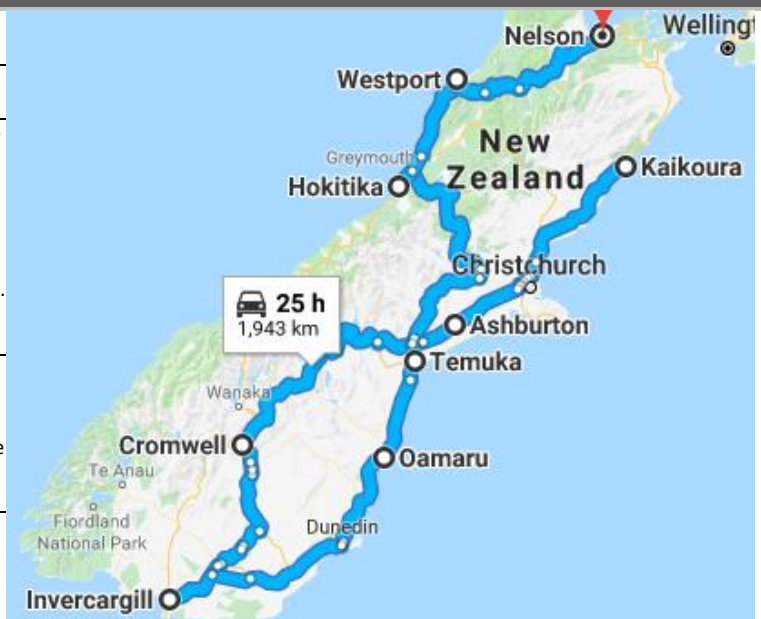 Nelson
Wellingt
Westport
New
Zealand
Greymouth
Kaikoura
Hokitika
Christchurch
25 h
1,943 km
Ashburton
Temuka
Wanaka
Cromwell
Oamaru
Te Anau
Fiordland
National Park
Dunedin
Invercargill